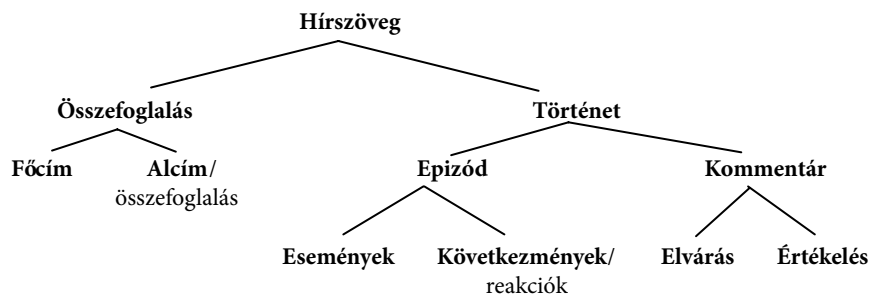 Hírszöveg
Összefoglalás Történet
Főcím Alcím/ Epizód Kommentár
összefoglalás
Események Következmények/ Elvárás Értékelés
reakciók